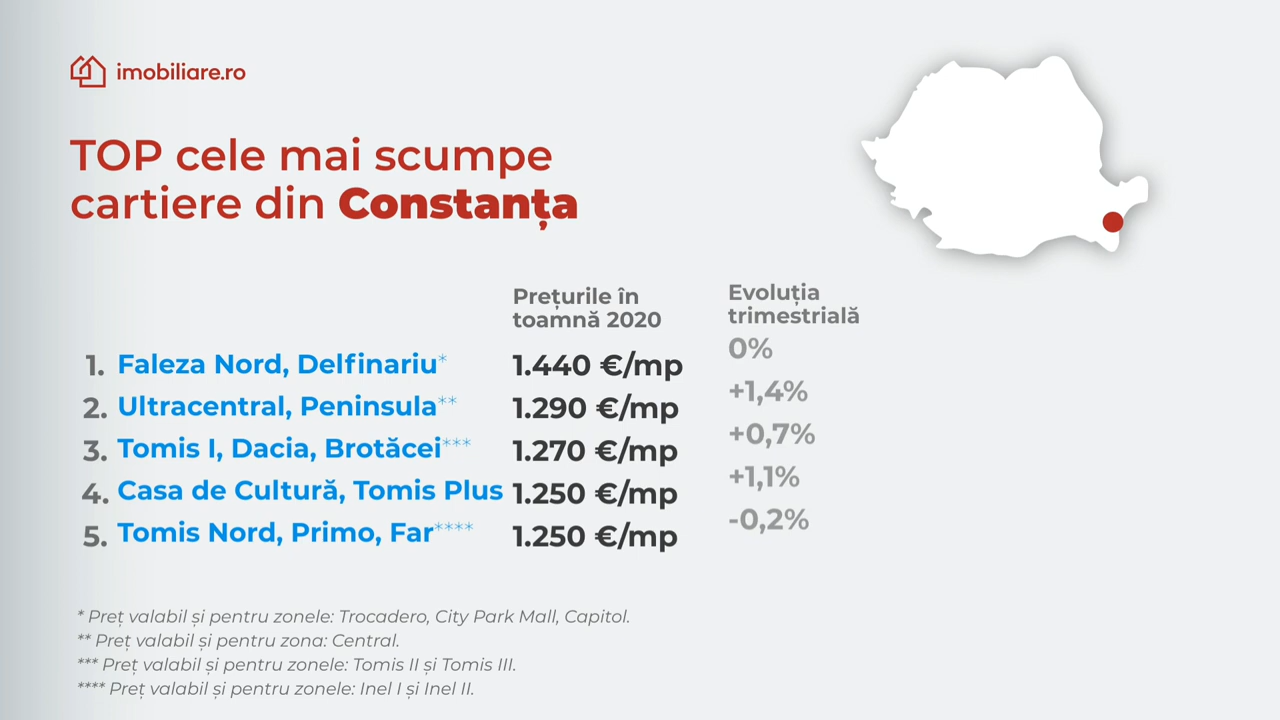 imobiliare.ro
TOP cele mai scumpe
cartiere din Constanța
Prețurile în
toamnă 2020
Evoluția
trimestrială
1. Faleza Nord, Delfinariu* 1.440 €/mp 0%
2. Ultracentral, Peninsula** 1.290 €/mp +1,4%
3. Tomis I, Dacia, Brotăcei*** 1.270 €/mp +0,7%
4. Casa de Cultură, Tomis Plus 1.250 €/mp +1,1%
5. Tomis Nord, Primo, Far**** 1.250 €/mp -0,2%
* Preț valabil și pentru zonele: Trocadero, City Park Mall, Capitol.
** Preț valabil și pentru zona: Central.
*** Preț valabil și pentru zonele: Tomis II și Tomis III.
**** Preț valabil și pentru zonele: Inel I și Inel II.